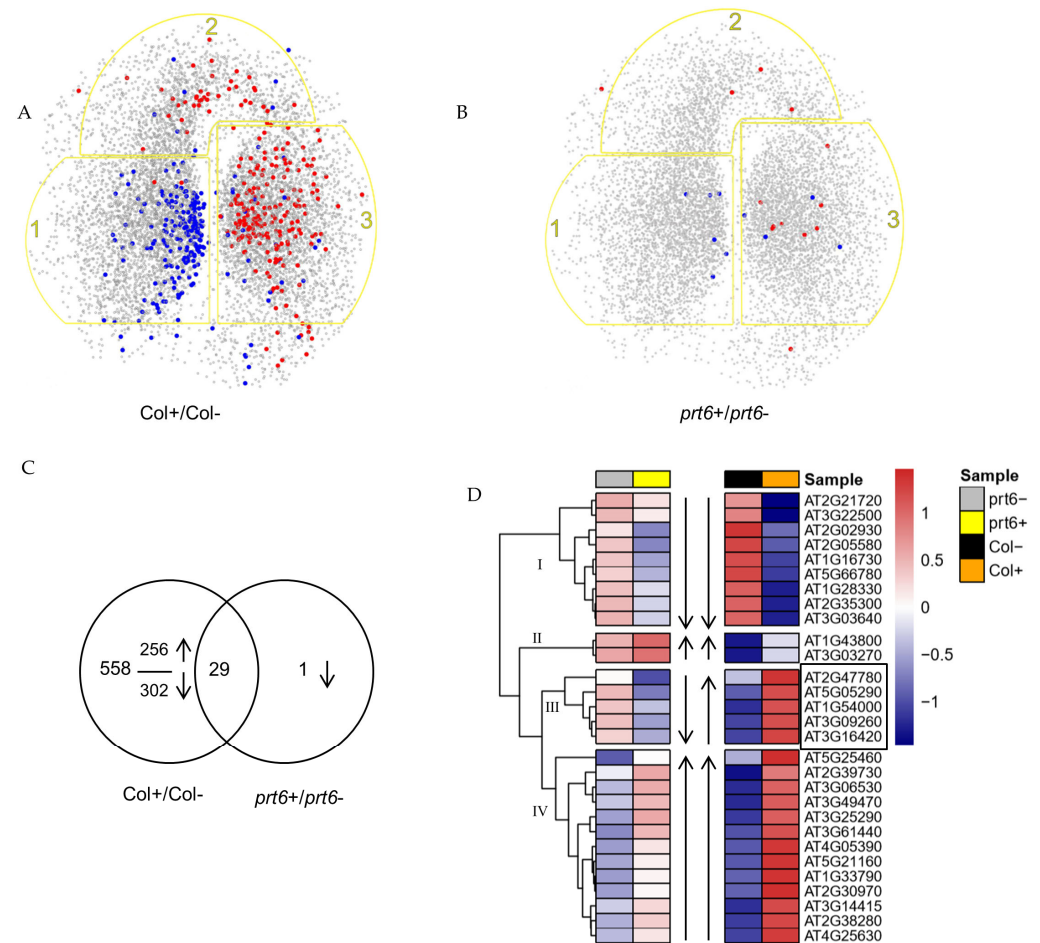 A
2
1
3
Col+/Col-
B
2
1
3
prt6+/prt6-
C
558
256
302
29
1
Col+/Col-
prt6+/prt6-
D
I
II
III
IV
Sample
AT2G21720
AT3G22500
AT2G02930
AT2G05580
AT1G16730
AT5G66780
AT1G28330
AT2G35300
AT3G03640
AT1G43800
AT3G03270
AT2G47780
AT5G05290
AT1G54000
AT3G09260
AT3G16420
AT5G25460
AT2G39730
AT3G06530
AT3G49470
AT3G25290
AT3G61440
AT4G05390
AT5G21160
AT1G33790
AT2G30970
AT3G14415
AT2G38280
AT4G25630
1
0.5
0
−0.5
−1
Sample
prt6−
prt6+
Col−
Col+